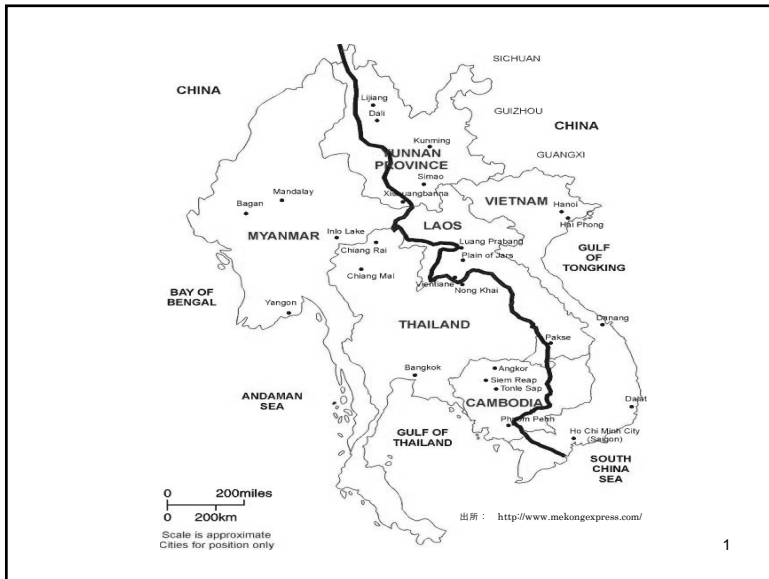 SICHUAN
CHINA
Lijiang
Dali
GUIZHOU
CHINA
Kunming
YUNNAN
PROVINCE
GUANGXI
Simao
Xishuangbanna
VIETNAM
Hanoi
Hai Phong
Mandalay
Bagan
LAOS
MYANMAR
Inlo Lake
Luang Prabang
Chiang Rai
Plain of Jars
GULF
OF
TONGKING
Chiang Mai
Vientiane
Nong Khai
BAY OF
BENGAL
Yangon
THAILAND
Danang
Pakse
Bangkok
Angkor
Siem Reap
Tonle Sap
ANDAMAN
SEA
CAMBODIA
Dalat
Phnom Penh
GULF OF
THAILAND
Ho Chi Minh City
(Saigon)
SOUTH
CHINA
SEA
0 200miles
0 200km
Scale is approximate
Cities for position only
出所： http://www.mekongexpress.com/
1